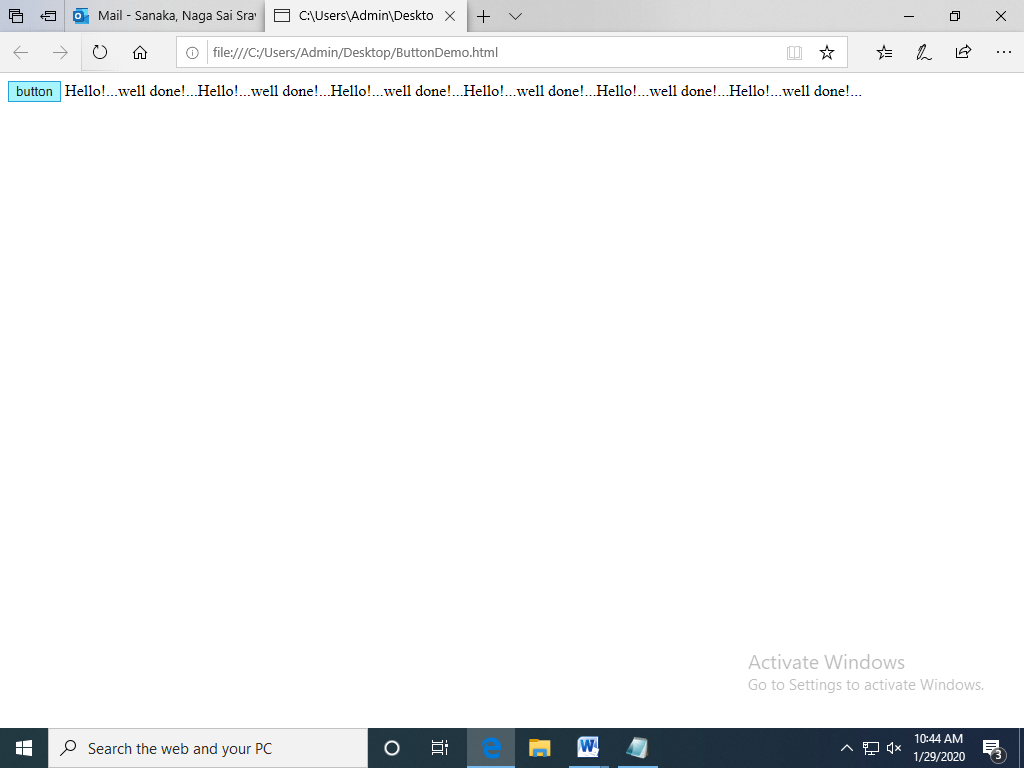 Mail - Sanaka, Naga Sai Srav
C:\Users\Admin\Deskto
file:///C:/Users/Admin/Desktop/ButtonDemo.html
button Hello!...well done!...Hello!...well done!...Hello!...well done!...Hello!...well done!...Hello!...well done!...Hello!...well done!...
Activate Windows
Go to Settings to activate Windows.
Search the web and your PC
10:44 AM
1/29/2020
3